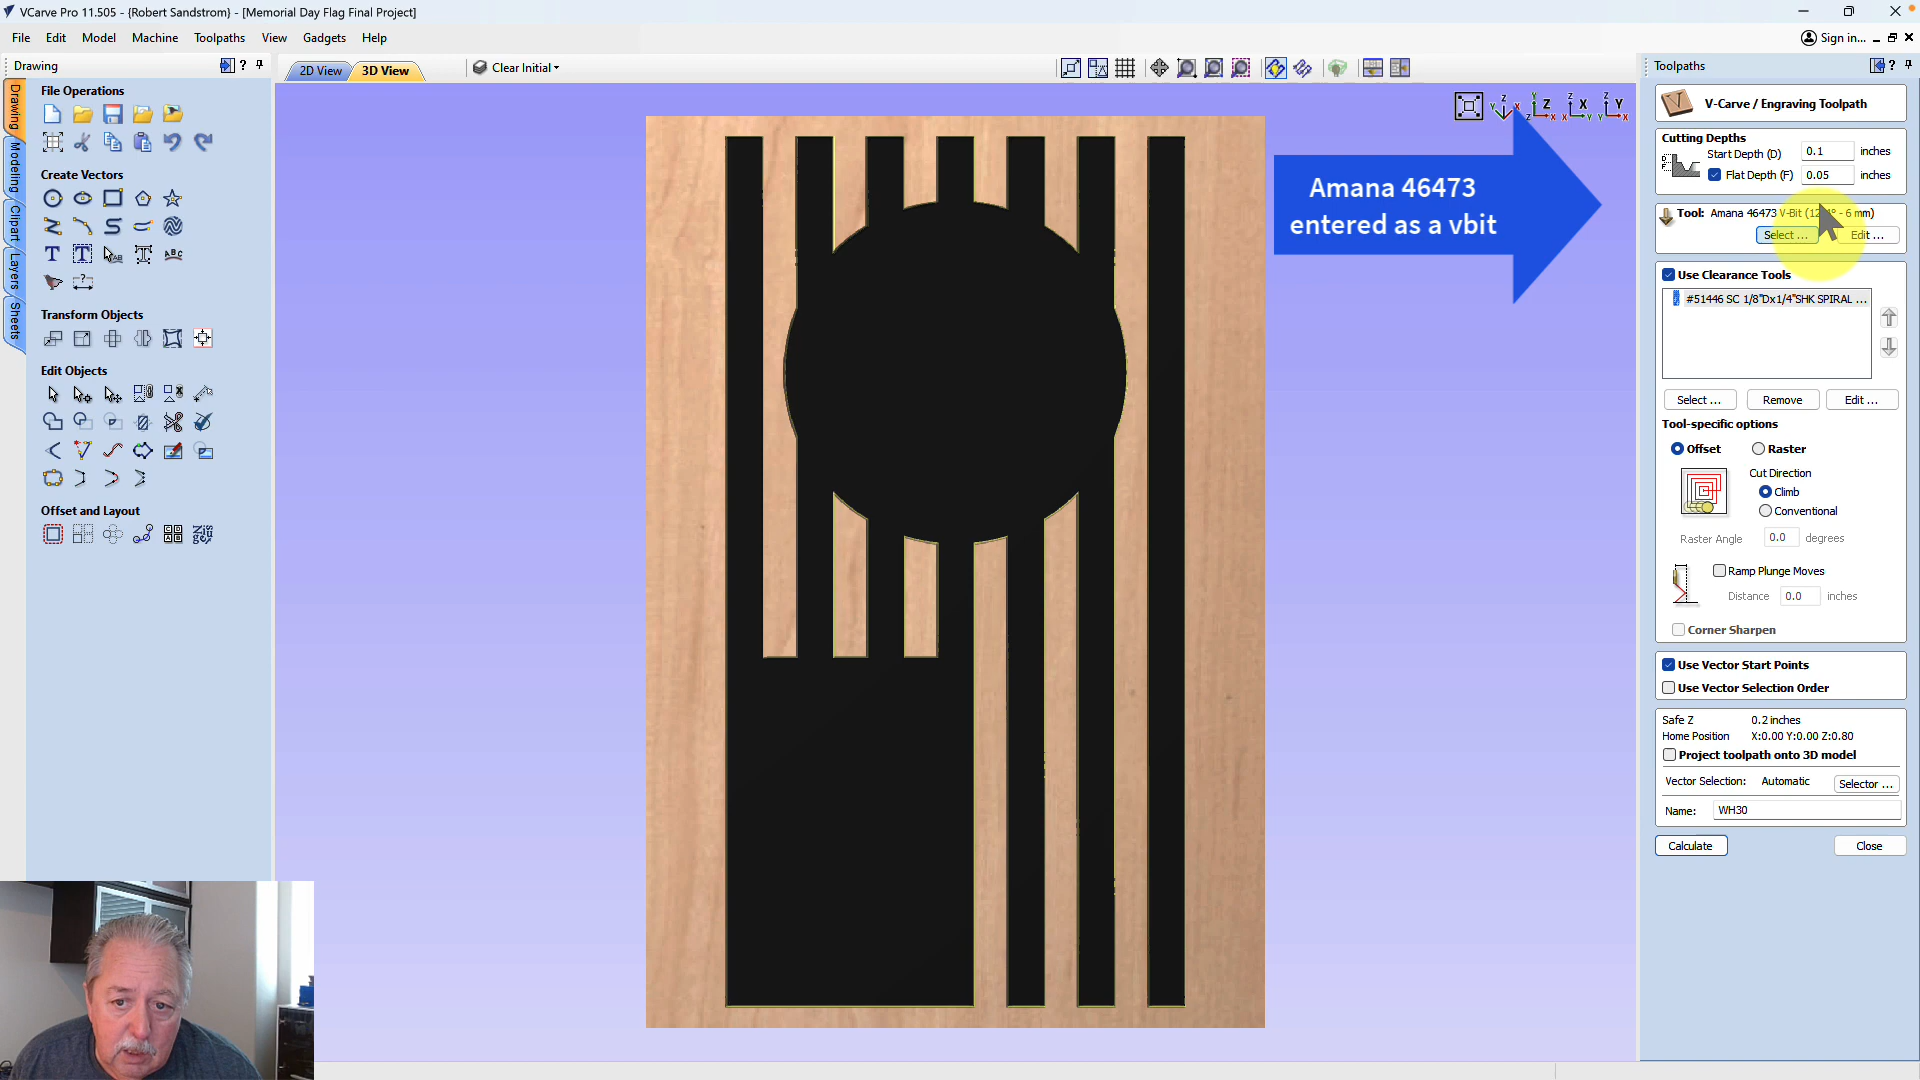 VCarve Pro 11.505 - {Robert Sandstrom} - [Memorial Day Flag Final Project]
File Edit Model Machine Toolpaths View Gadgets Help
Sign in...
Drawing
2D View
3D View
Clear Initial
Toolpaths
Drawing
Modeling
Clipart
Layers
Sheets
File Operations
Create Vectors
Transform Objects
Edit Objects
Offset and Layout
Amana 46473
entered as a vbit
V-Carve / Engraving Toolpath
Cutting Depths
Start Depth (D) 0.1 inches
Flat Depth (F) 0.05 inches
Tool: Amana 46473 V-Bit - 6 mm)
Select ... Edit ...
Use Clearance Tools
#51446 SC 1/8"Dx1/4"SHK SPIRAL ...
Select ... Remove Edit ...
Tool-specific options
Offset Raster
Cut Direction
Climb
Conventional
Raster Angle 0.0 degrees
Ramp Plunge Moves
Distance 0.0 inches
Corner Sharpen
Use Vector Start Points
Use Vector Selection Order
Safe Z 0.2 inches
Home Position X:0.00 Y:0.00 Z:0.80
Project toolpath onto 3D model
Vector Selection: Automatic Selector ...
Name: WH30
Calculate Close